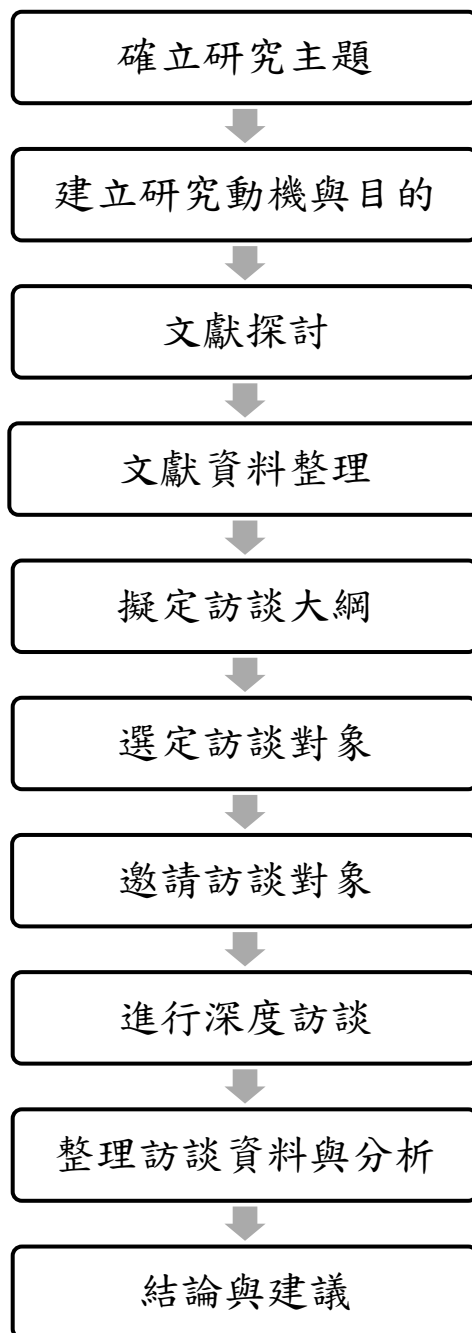 確立研究主題
建立研究動機與目的
文獻探討
文獻資料整理
擬定訪談大綱
選定訪談對象
邀請訪談對象
進行深度訪談
整理訪談資料與分析
結論與建議